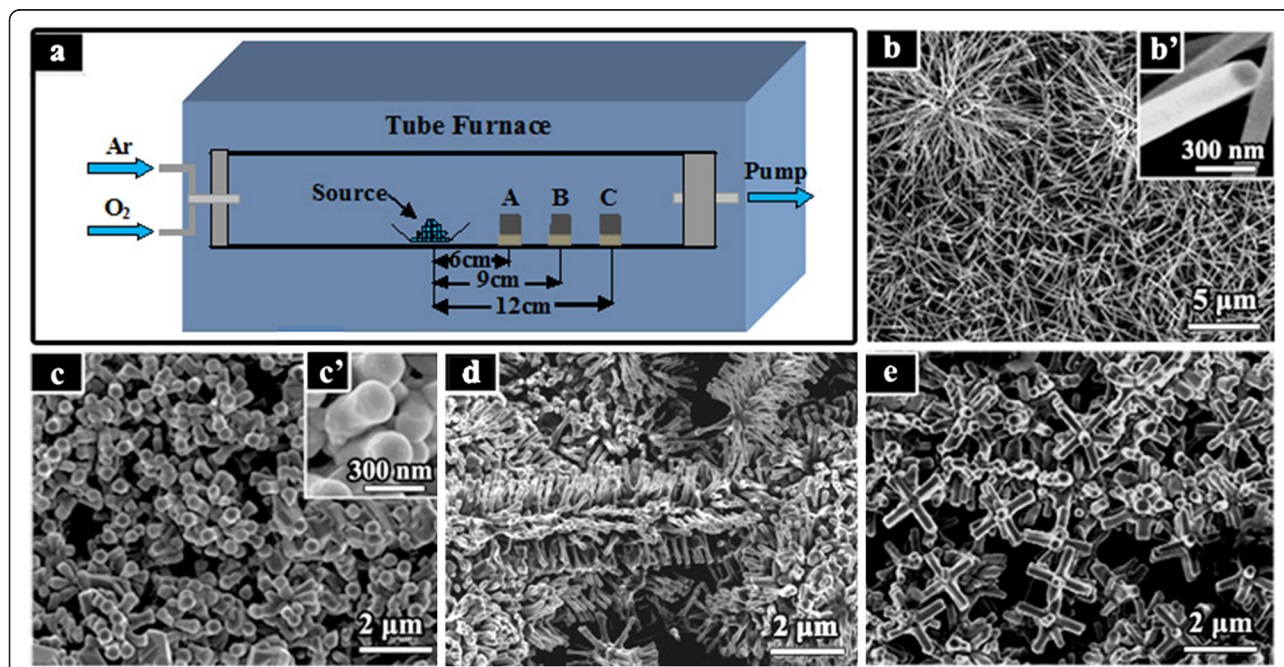 a
Tube Furnace
Ar
O₂
Source
A B C
Pump
6cm
9cm
12cm
b
b'
300 nm
5 µm
c
c'
300 nm
2 µm
d
2 µm
e
2 µm